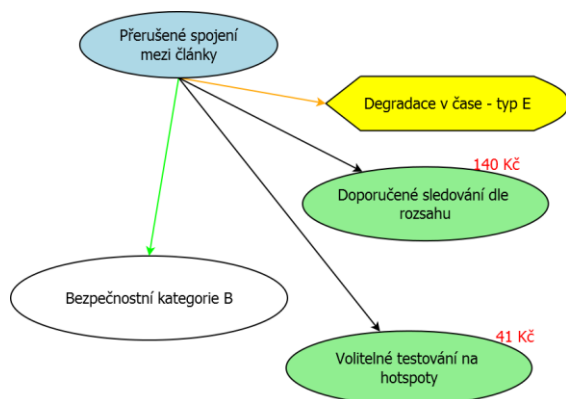 Přerušené spojení
mezi články
Degradace v čase - typ E
140 Kč
Doporučené sledování dle
rozsahu
Bezpečnostní kategorie B
41 Kč
Volitelné testování na
hotspoty